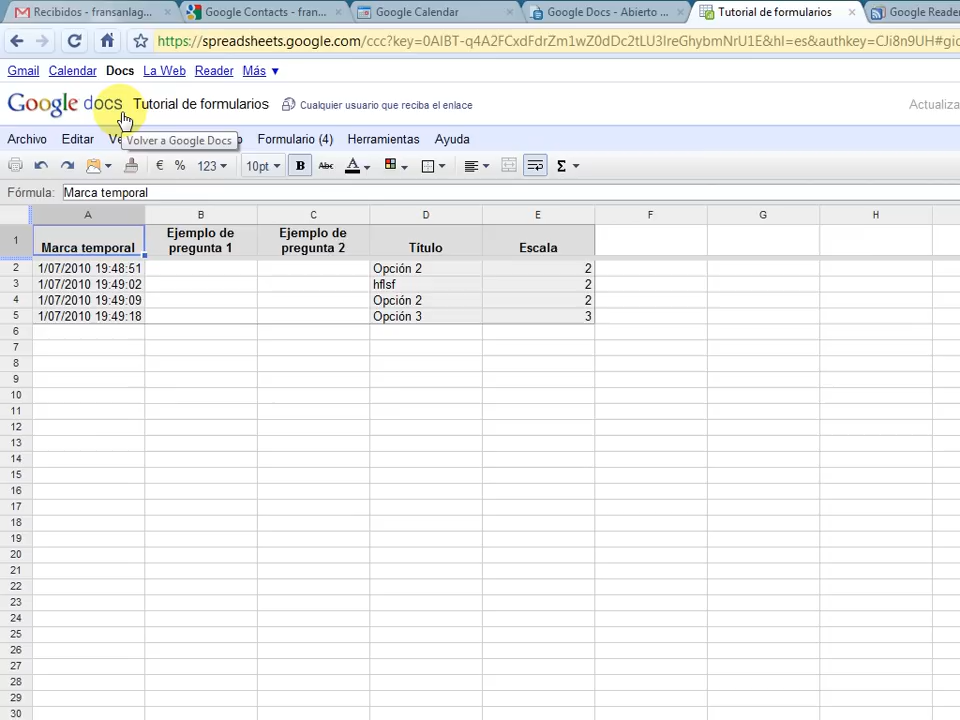 Recibidos - fransanlag...
Google Contacts - fran...
Google Calendar
Google Docs - Abierto ...
Tutorial de formularios
Google Reader
https://spreadsheets.google.com/ccc?key=0AIBT-q4A2FCxdFdrZm1wZ0dDc2tLU3lreGhybmNrU1E&hl=es&authkey=CJi8n9UH#gi
Gmail Calendar Docs La Web Reader Más ▼
Google docs Tutorial de formularios Cualquier usuario que reciba el enlace Actualiza
Archivo Editar Ve o Formulario (4) Herramientas Ayuda
Volver a Google Docs
€ % 123 10pt B Abc A Σ
Fórmula: Marca temporal
A B C D E F G H
1 Marca temporal Ejemplo de pregunta 1 Ejemplo de pregunta 2 Título Escala
2 1/07/2010 19:48:51 Opción 2 2
3 1/07/2010 19:49:02 hflsf 2
4 1/07/2010 19:49:09 Opción 2 2
5 1/07/2010 19:49:18 Opción 3 3
6
7
8
9
10
11
12
13
14
15
16
17
18
19
20
21
22
23
24
25
26
27
28
29
30